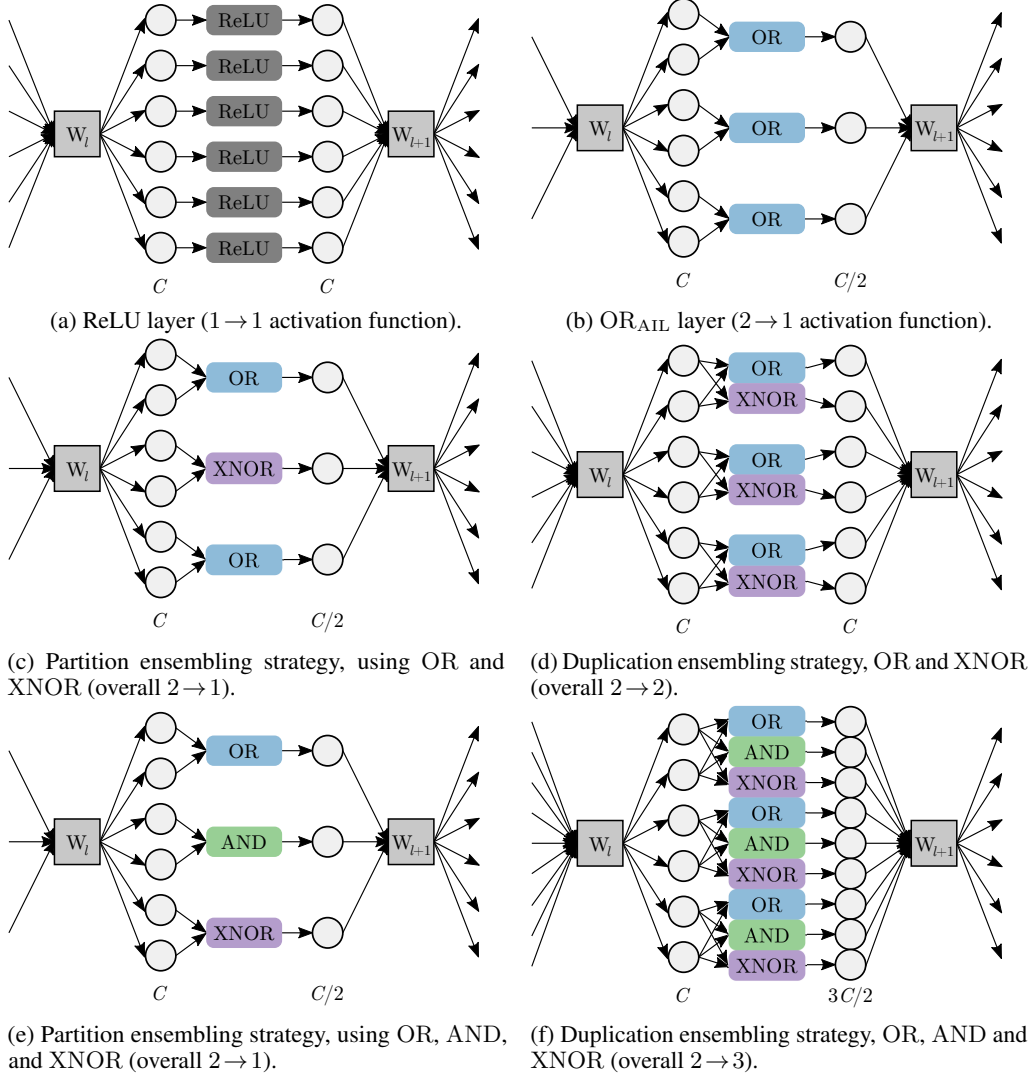 ReLU
ReLU
ReLU
W_l
W_{l+1}
ReLU
ReLU
ReLU
C
C
(a) ReLU layer (1→1 activation function).
OR
W_l
OR
W_{l+1}
OR
C
C/2
(b) OR_AIL layer (2→1 activation function).
OR
W_l
XNOR
W_{l+1}
OR
C
C/2
(c) Partition ensembling strategy, using OR and
XNOR (overall 2→1).
OR
XNOR
OR
W_l
W_{l+1}
XNOR
OR
XNOR
C
C
(d) Duplication ensembling strategy, OR and XNOR
(overall 2→2).
OR
W_l
AND
W_{l+1}
XNOR
C
C/2
(e) Partition ensembling strategy, using OR, AND,
and XNOR (overall 2→1).
OR
AND
XNOR
OR
W_l
AND
W_{l+1}
XNOR
OR
AND
XNOR
C
3C/2
(f) Duplication ensembling strategy, OR, AND and
XNOR (overall 2→3).